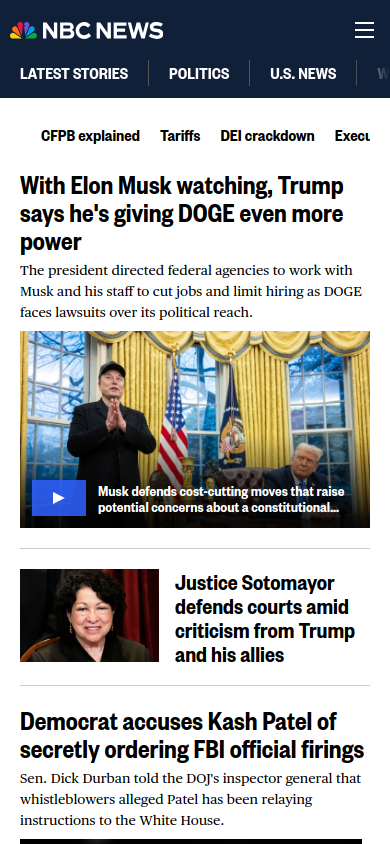 NBC NEWS
LATEST STORIES
POLITICS
U.S. NEWS
CFPB explained
Tariffs
DEI crackdown
With Elon Musk watching, Trump
says he's giving DOGE even more
power
The president directed federal agencies to work with
Musk and his staff to cut jobs and limit hiring as DOGE
faces lawsuits over its political reach.
Musk defends cost-cutting moves that raise
potential concerns about a constitutional...
Justice Sotomayor
defends courts amid
criticism from Trump
and his allies
Democrat accuses Kash Patel of
secretly ordering FBI official firings
Sen. Dick Durban told the DOJ's inspector general that
whistleblowers alleged Patel has been relaying
instructions to the White House.